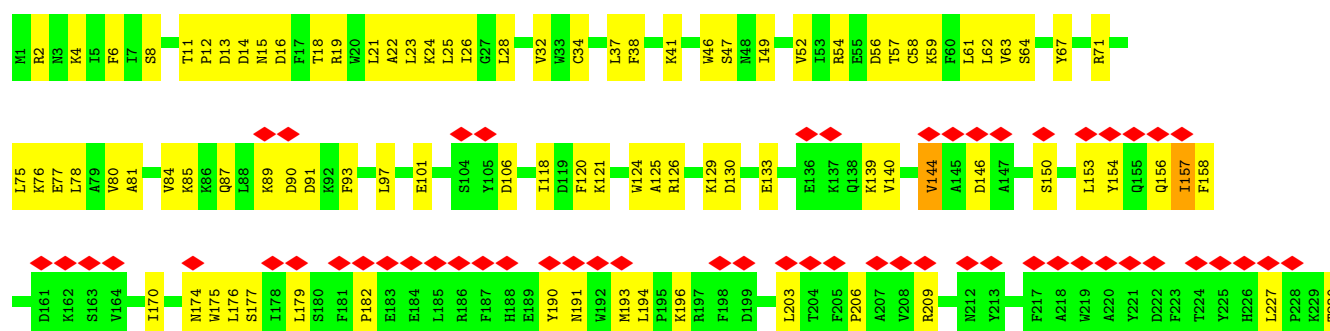 M1 R2 N3 K4 I5 F6 I7 S8 T11 P12 D13 D14 N15 D16 F17 T18 R19 W20 L21 A22 L23 K24 L25 I26 G27 L28 V32 W33 C34 L37 F38 K41 W46 S47 N48 I49 V52 I53 R54 E55 D56 T57 C58 K59 F60 L61 L62 V63 S64 Y67 R71
L75 K76 E77 L78 A79 V80 A81 V84 K85 K86 Q87 L88 K89 D90 D91 K92 F93 L97 E101 S104 Y105 D106 I118 D119 F120 K121 W124 A125 R126 K129 D130 E133 E136 K137 Q138 K139 V140 V144 A145 D146 A147 S150 L153 Y154 Q155 Q156 I157 F158
D161 K162 S163 V164 I170 N174 W175 L176 S177 I178 L179 S180 F181 P182 E183 E184 L185 R186 F187 H188 E189 Y190 N191 W192 M193 L194 P195 K196 R197 F198 D199 L203 T204 F205 P206 A207 V208 R209 N212 Y213 F217 A218 W219 A220 Y221 D222 F223 T224 Y225 H226 L227 P228 K229